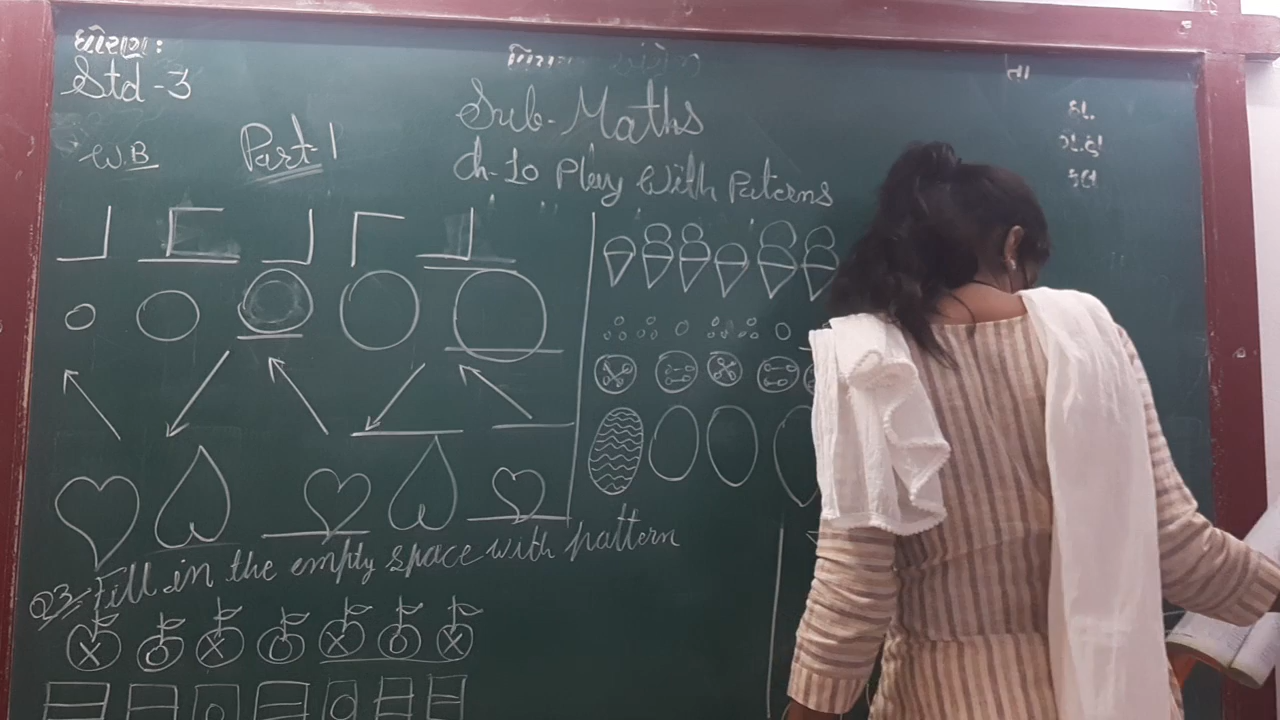 ધોરણ:
Std-3
Sub-Maths
W.B Part-1
Ch-10 Play With Paterns
Q3 Fill in the empty space with pattern